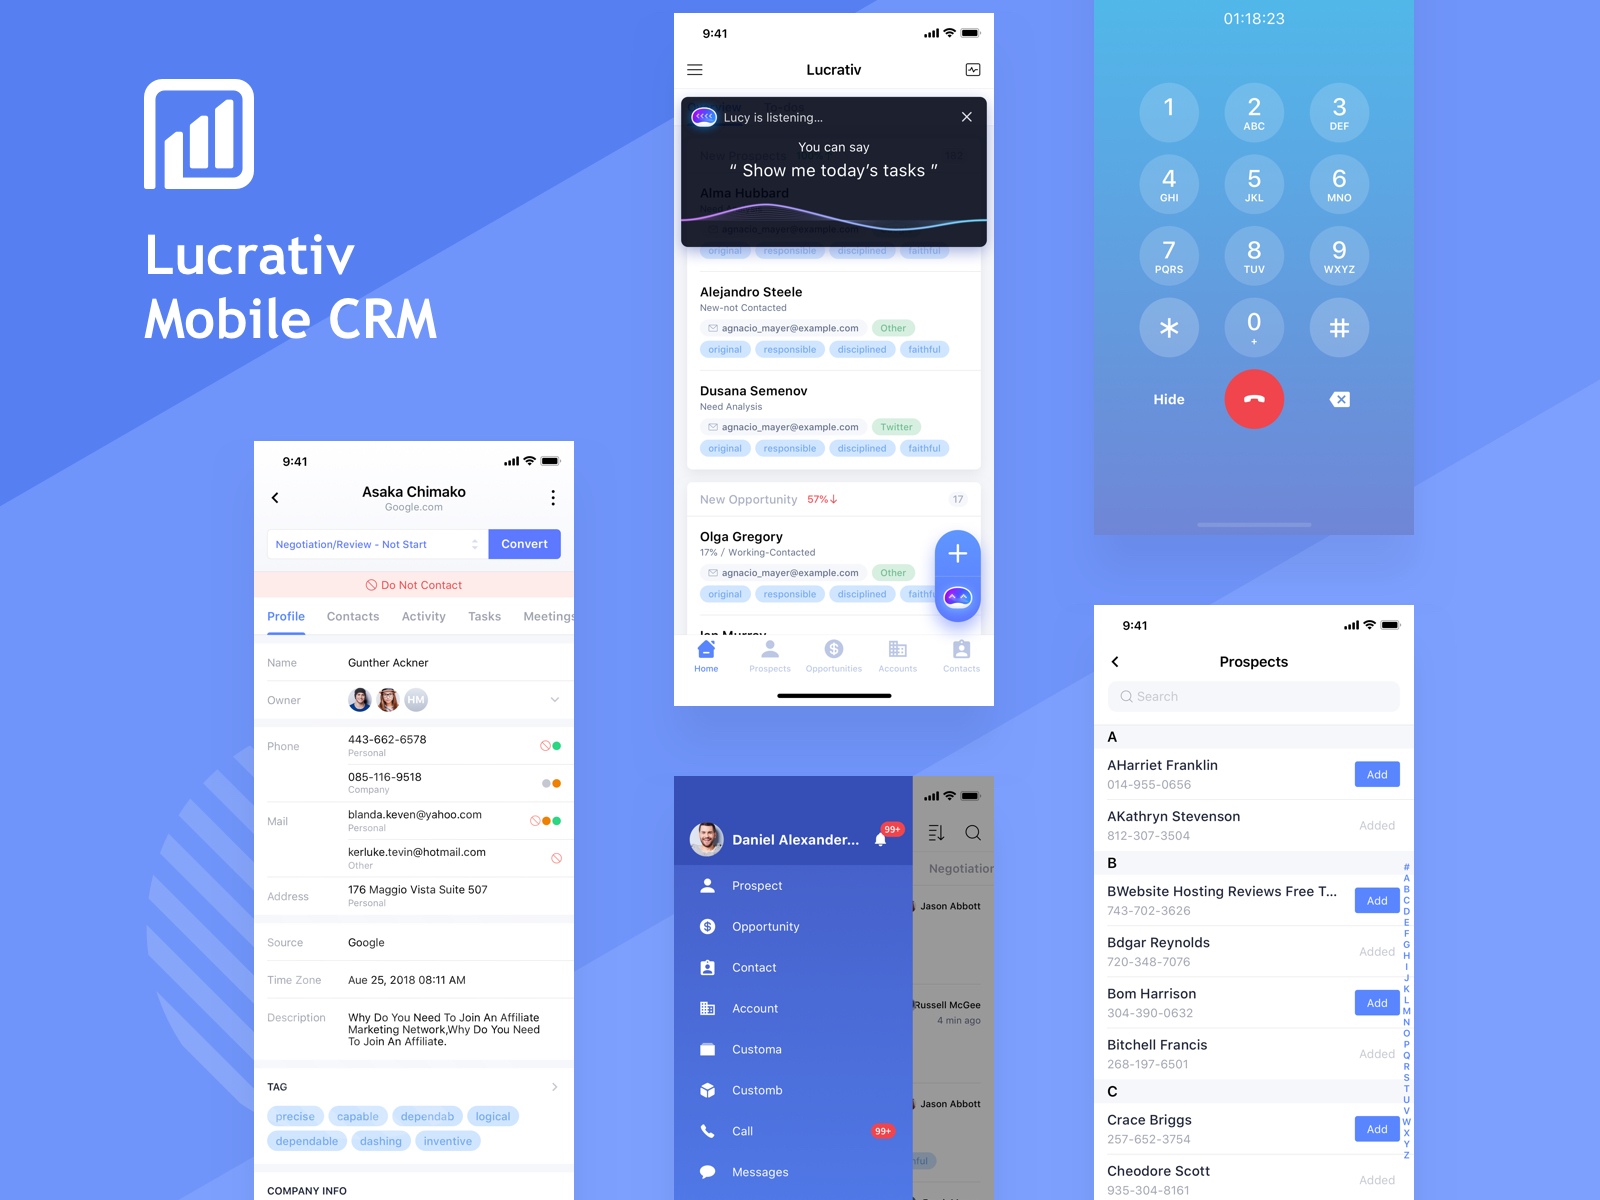 Lucrativ
Mobile CRM
9:41
Asaka Chimako
Google.com
Negotiation/Review - Not Start
Convert
Do Not Contact
Profile Contacts Activity Tasks Meetings
Name Gunther Ackner
Owner HM
Phone 443-662-6578
Personal
085-116-9518
Company
Mail blanda.keven@yahoo.com
Personal
kerluke.tevin@hotmail.com
Other
Address 176 Maggio Vista Suite 507
Personal
Source Google
Time Zone Aue 25, 2018 08:11 AM
Description Why Do You Need To Join An Affiliate
Marketing Network,Why Do You Need
To Join An Affiliate.
TAG
precise capable dependab logical
dependable dashing inventive
COMPANY INFO
9:41
Lucrativ
Lucy is listening...
You can say
“ Show me today’s tasks ”
Alma Hubbard
agnacio_mayer@example.com
original responsible disciplined faithful
Alejandro Steele
New-not Contacted
agnacio_mayer@example.com Other
original responsible disciplined faithful
Dusana Semenov
Need Analysis
agnacio_mayer@example.com Twitter
original responsible disciplined faithful
New Opportunity 57%↓ 17
Olga Gregory
17% / Working-Contacted
agnacio_mayer@example.com Other
original responsible disciplined faithfu
Home Prospects Opportunities Accounts Contacts
Daniel Alexander... 99+
Prospect
Opportunity
Contact
Account
Customa
Customb
Call 99+
Messages
Negotiation
Jason Abbott
Russell McGee
4 min ago
Jason Abbott
01:18:23
1
2 ABC
3 DEF
4 GHI
5 JKL
6 MNO
7 PQRS
8 TUV
9 WXYZ
*
0 +
#
Hide
9:41
Prospects
Search
A
AHarriet Franklin
014-955-0656
Add
AKathryn Stevenson
812-307-3504
Added
B
BWebsite Hosting Reviews Free T...
743-702-3626
Add
Bdgar Reynolds
720-348-7076
Added
Bom Harrison
304-390-0632
Add
Bitchell Francis
268-197-6501
Added
C
Crace Briggs
257-652-3754
Add
Cheodore Scott
935-304-8161
Added
#
A
B
C
D
E
F
G
H
I
J
K
L
M
N
O
P
Q
R
S
T
U
V
W
X
Y
Z